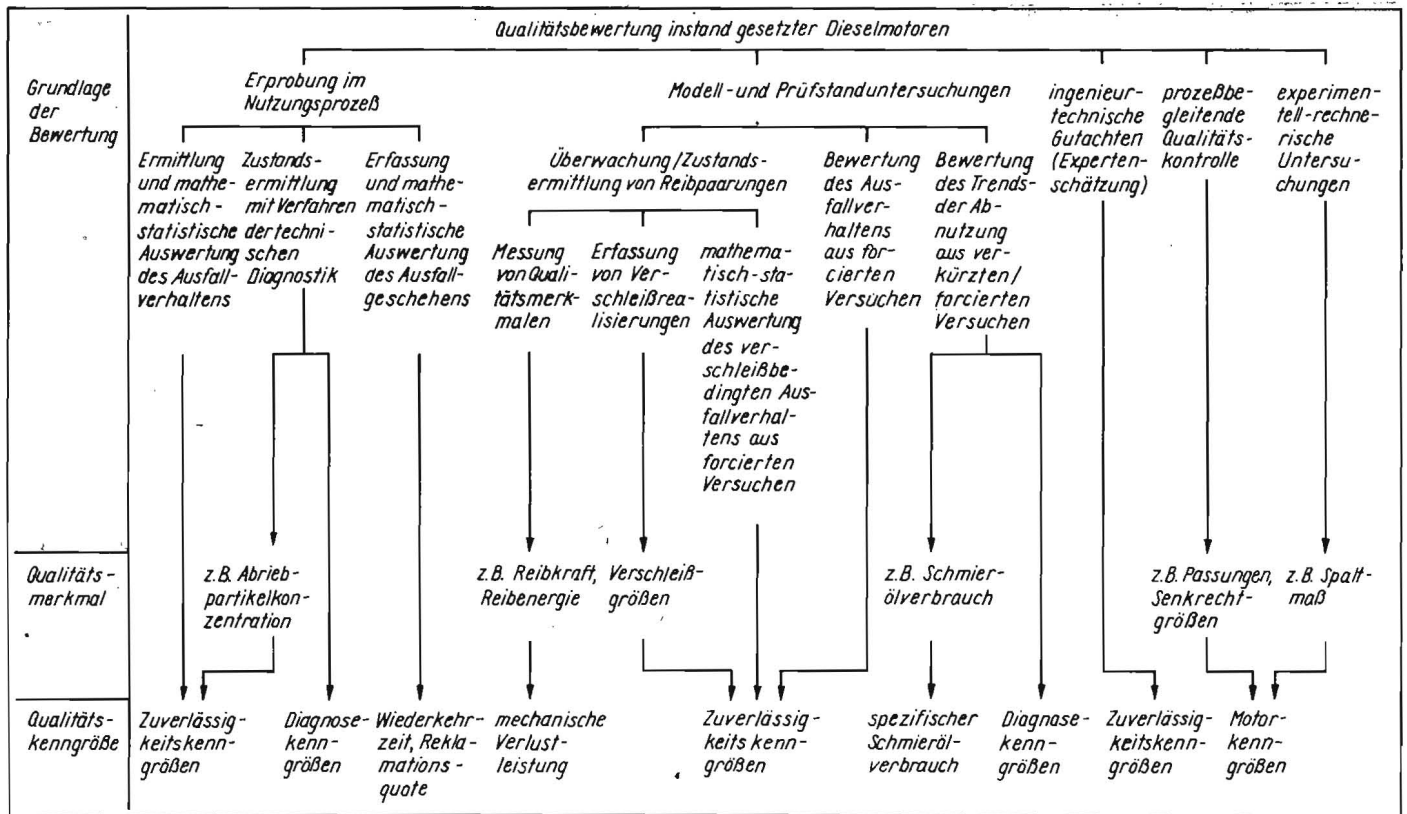 Qualitätsbewertung instand gesetzter Dieselmotoren
Grundlage
der
Bewertung
Erprobung im
Nutzungsprozeß
Modell- und Prüfstanduntersuchungen
ingenieur-
technische
Gutachten
(Experten-
schätzung)
prozeßbe-
gleitende
Qualitäts-
kontrolle
experimen-
tell-rechne-
rische
Untersu-
chungen
Ermittlung
und mathe-
matisch-
statistische
Auswertung
des Ausfall-
verhaltens
Zustands-
ermittlung
mit Verfahren
der techni-
schen
Diagnostik
Erfassung
und mathe-
matisch-
statistische
Auswertung
des Ausfall-
geschehens
Überwachung/Zustands-
ermittlung von Reibpaarungen
Messung
von Quali-
tätsmerk-
malen
Erfassung
von Ver-
schleißrea-
lisierungen
mathema-
tisch-sta-
tistische
Auswertung
des ver-
schleißbe-
dingten Aus-
fallverhal-
tens aus
forcierten
Versuchen
Bewertung
des Aus-
fallver-
haltens
aus for-
cierten
Versuchen
Bewertung
des Trends
der Ab-
nutzung
aus ver-
kürzten/
forcierten
Versuchen
Qualitäts-
merkmal
z.B. Abrieb-
partikelkon-
zentration
z.B. Reibkraft,
Reibenergie
Verschleiß-
größen
z.B. Schmier-
ölverbrauch
z.B. Passungen,
Senkrecht-
größen
z.B. Spalt-
maß
Qualitäts-
kenngröße
Zuverlässig-
keitskenn-
größen
Diagnose-
kenn-
größen
Wiederkehr-
zeit, Rekla-
mations-
quote
mechanische
Verlust-
leistung
Zuverlässig-
keitskenn-
größen
spezifischer
Schmieröl-
verbrauch
Diagnose-
kenn-
größen
Zuverlässig-
keitskenn-
größen
Motor-
kenn-
größen